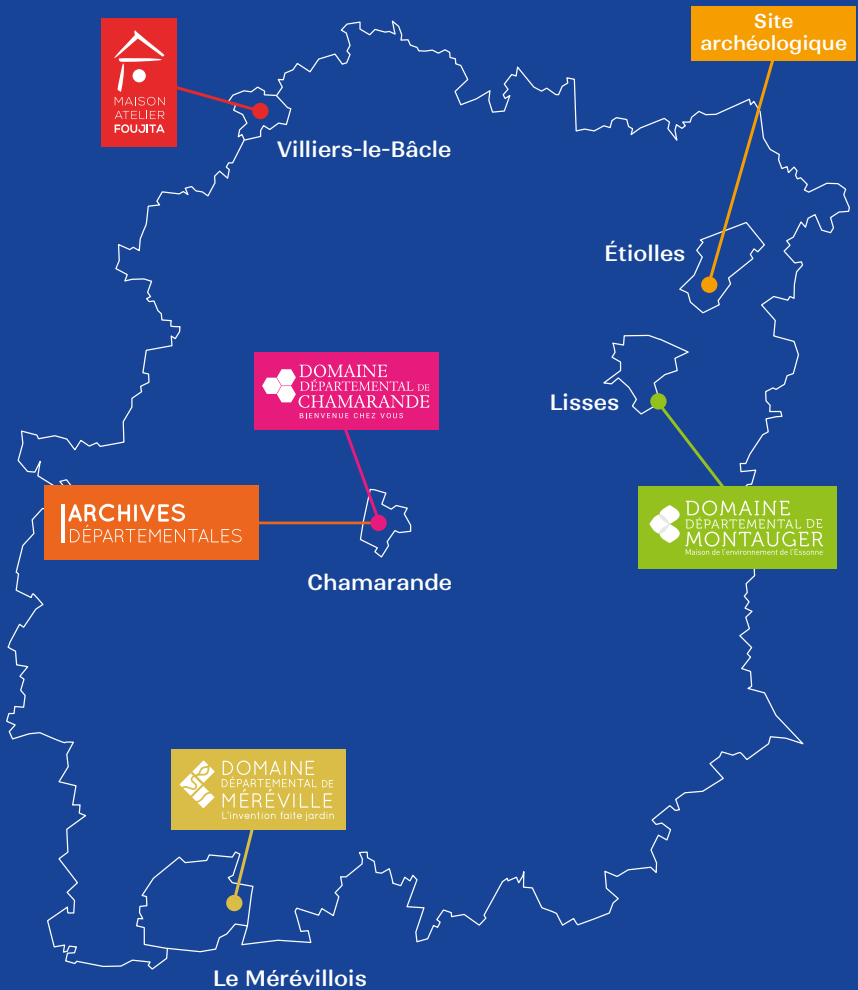 MAISON
ATELIER
FOUJITA
Site
archéologique
Villiers-le-Bâcle
Étiolles
DOMAINE
DÉPARTEMENTAL DE
CHAMARANDE
BIENVENUE CHEZ VOUS
Lisses
ARCHIVES
DÉPARTEMENTALES
DOMAINE
DÉPARTEMENTAL DE
MONTAUGER
Maison de l'environnement de l'Essonne
Chamarande
DOMAINE
DÉPARTEMENTAL DE
MÉRÉVILLE
L'invention faite jardin
Le Mérévillois